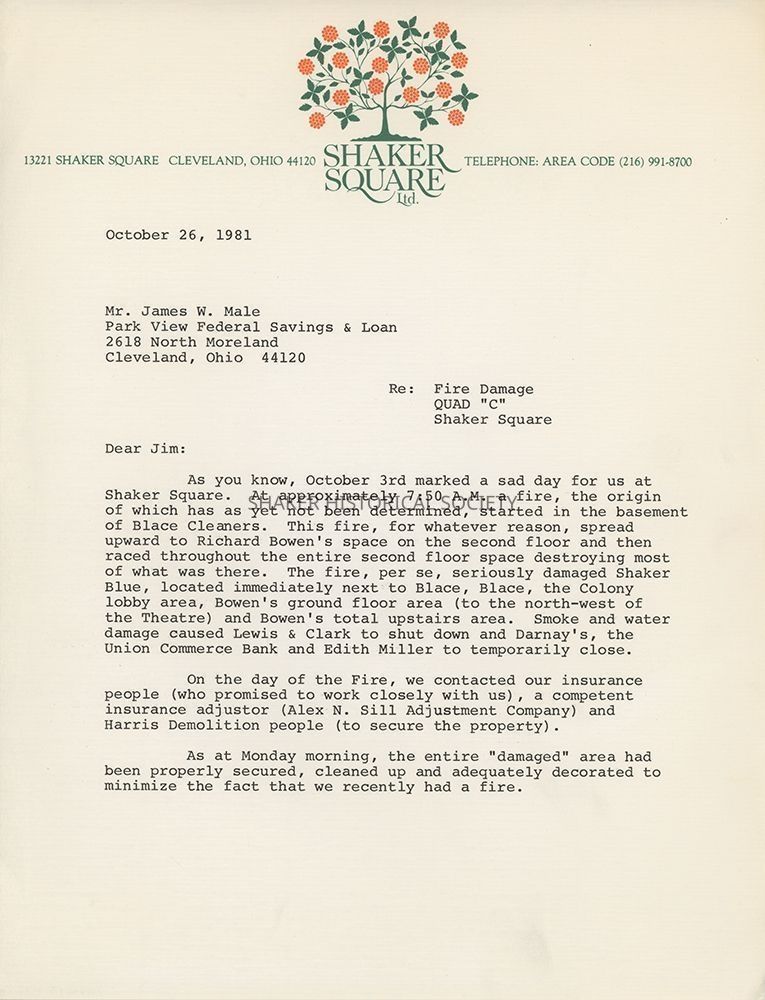 13221 SHAKER SQUARE CLEVELAND, OHIO 44120 SHAKER SQUARE Ltd. TELEPHONE: AREA CODE (216) 991-8700
October 26, 1981
Mr. James W. Male
Park View Federal Savings & Loan
2618 North Moreland
Cleveland, Ohio 44120
Re: Fire Damage
QUAD "C"
Shaker Square
Dear Jim:
As you know, October 3rd marked a sad day for us at
Shaker Square. At approximately 7:50 A.M. a fire, the origin
SHAKER HISTORICAL SOCIETY
of which has as yet not been determined, started in the basement
of Blace Cleaners. This fire, for whatever reason, spread
upward to Richard Bowen's space on the second floor and then
raced throughout the entire second floor space destroying most
of what was there. The fire, per se, seriously damaged Shaker
Blue, located immediately next to Blace, Blace, the Colony
lobby area, Bowen's ground floor area (to the north-west of
the Theatre) and Bowen's total upstairs area. Smoke and water
damage caused Lewis & Clark to shut down and Darnay's, the
Union Commerce Bank and Edith Miller to temporarily close.
On the day of the Fire, we contacted our insurance
people (who promised to work closely with us), a competent
insurance adjustor (Alex N. Sill Adjustment Company) and
Harris Demolition people (to secure the property).
As at Monday morning, the entire "damaged" area had
been properly secured, cleaned up and adequately decorated to
minimize the fact that we recently had a fire.